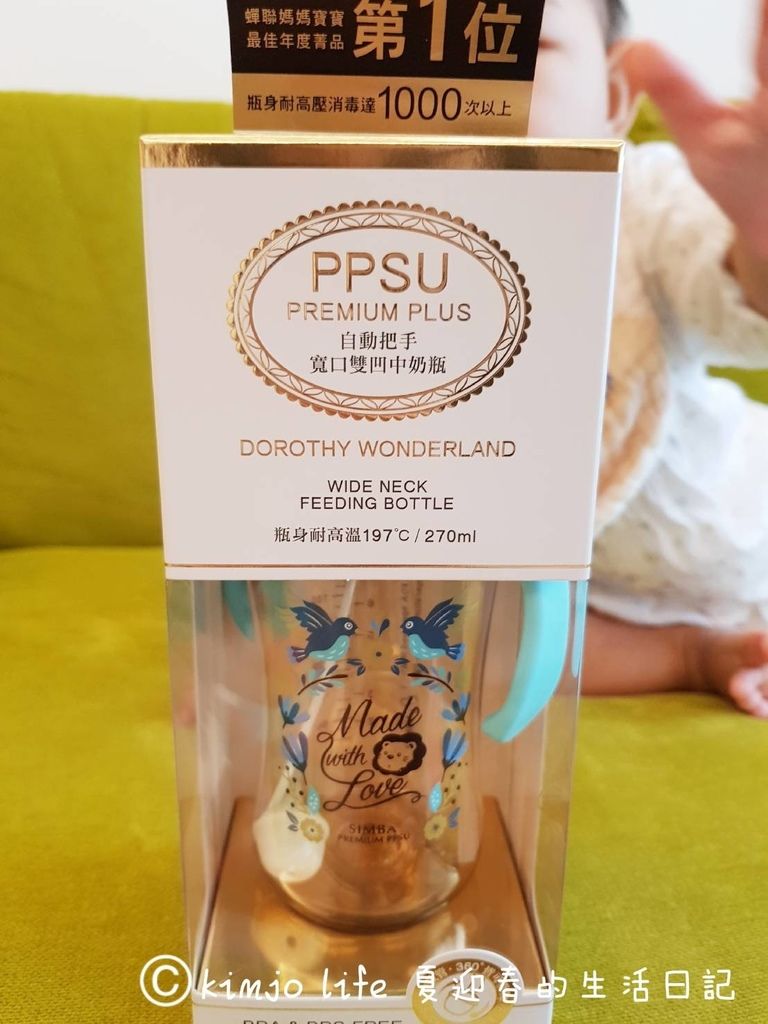 蟬聯媽媽寶寶
最佳年度菁品
第1位
瓶身耐高壓消毒達1000次以上
PPSU
PREMIUM PLUS
自動把手
寬口雙凹中奶瓶
DOROTHY WONDERLAND
WIDE NECK
FEEDING BOTTLE
瓶身耐高溫197℃ / 270ml
Made
with
Love
SIMBA
PREMIUM PPSU
360°
©kimjo life 夏迎春的生活日記